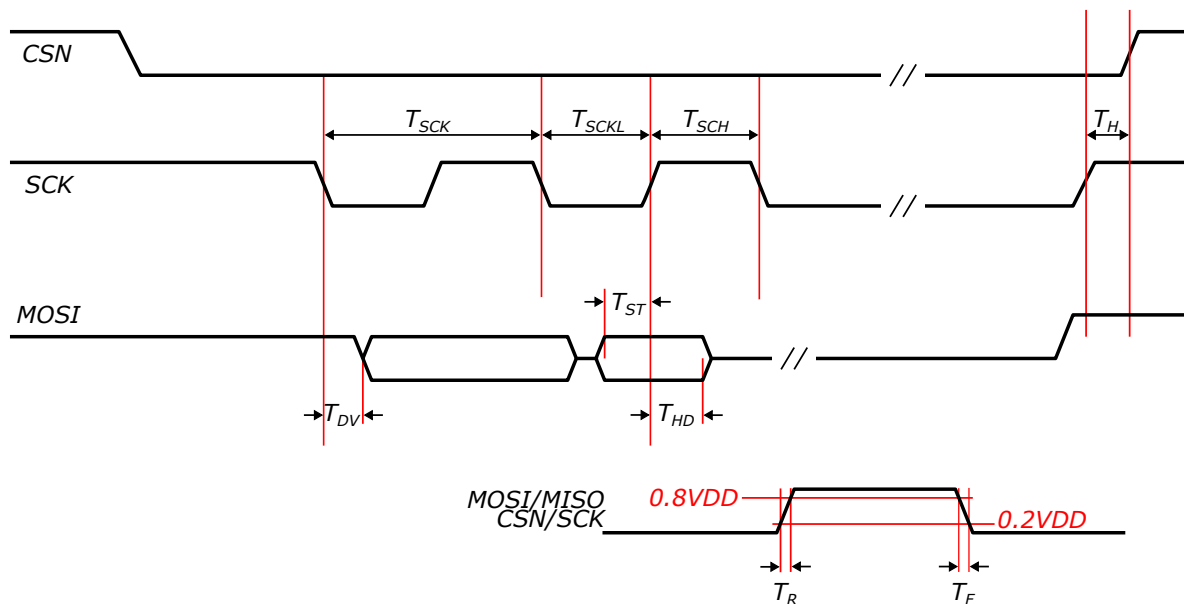 CSN
T_SCK
T_SCKL
T_SCH
T_H
SCK
T_ST
MOSI
T_DV
T_HD
MOSI/MISO
CSN/SCK
0.8VDD
0.2VDD
T_R
T_F